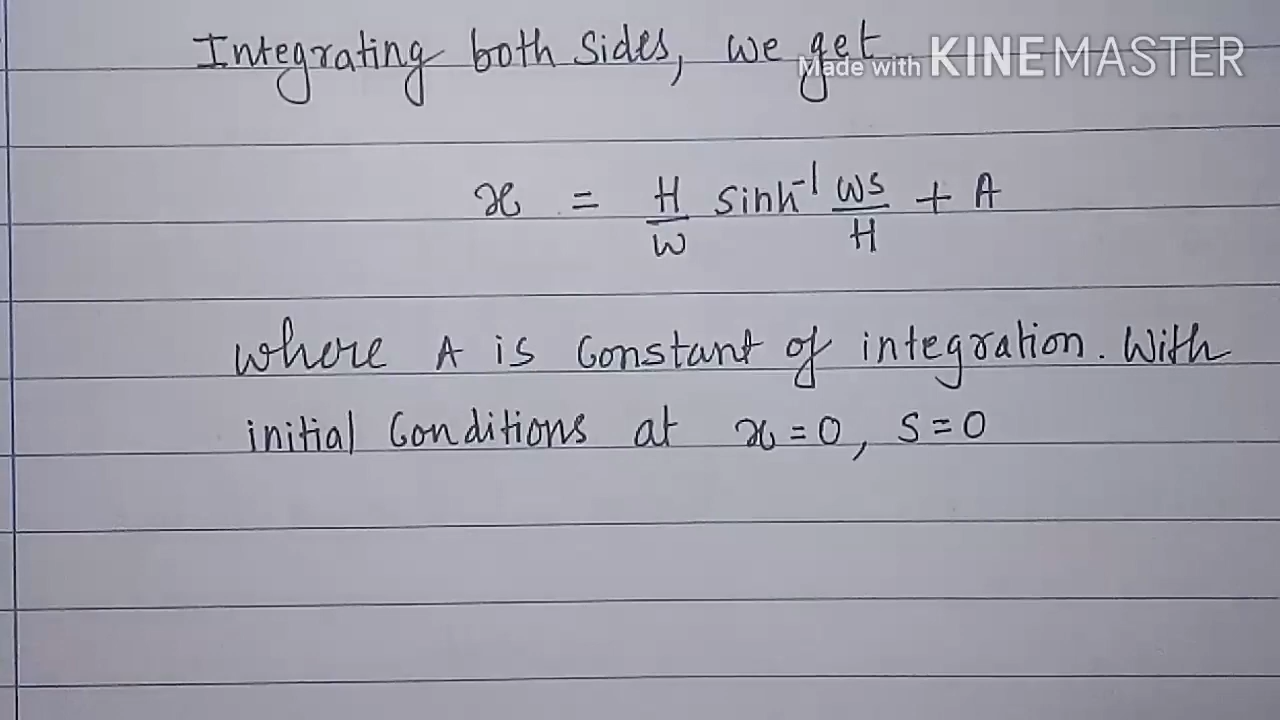 Integrating both sides, we get
Made with KINEMASTER
x = H/W sinh⁻¹ WS/H + A
where A is Constant of integration. With
initial Conditions at x = 0, S = 0